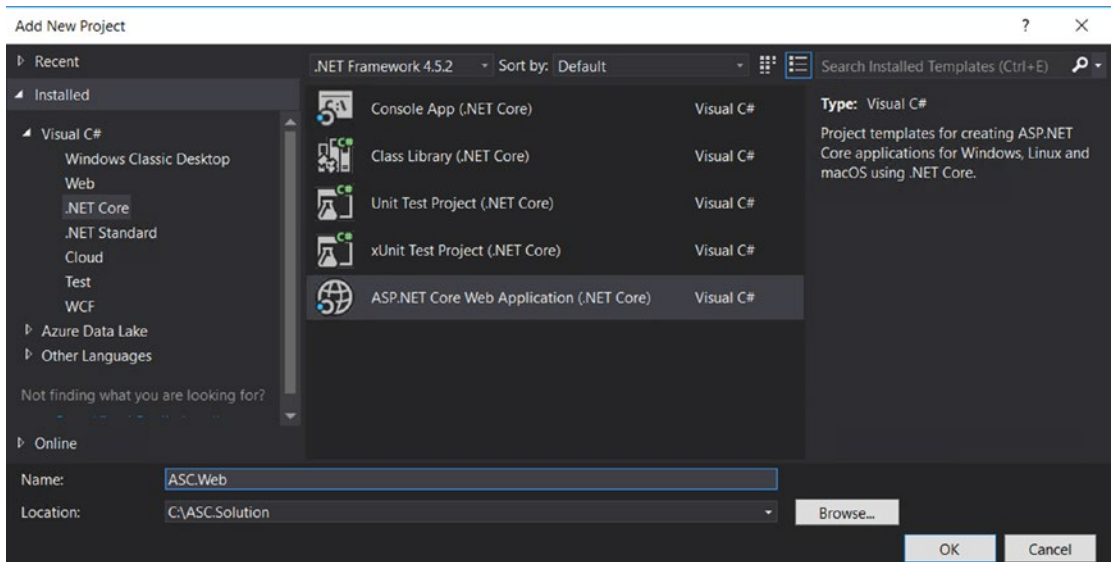 Add New Project
?
Recent
Installed
Visual C#
Windows Classic Desktop
Web
.NET Core
.NET Standard
Cloud
Test
WCF
Azure Data Lake
Other Languages
Not finding what you are looking for?
Online
.NET Framework 4.5.2
Sort by: Default
Search Installed Templates (Ctrl+E)
Console App (.NET Core) Visual C#
Class Library (.NET Core) Visual C#
Unit Test Project (.NET Core) Visual C#
xUnit Test Project (.NET Core) Visual C#
ASP.NET Core Web Application (.NET Core) Visual C#
Type: Visual C#
Project templates for creating ASP.NET
Core applications for Windows, Linux and
macOS using .NET Core.
Name: ASC.Web
Location: C:\ASC.Solution
Browse...
OK Cancel